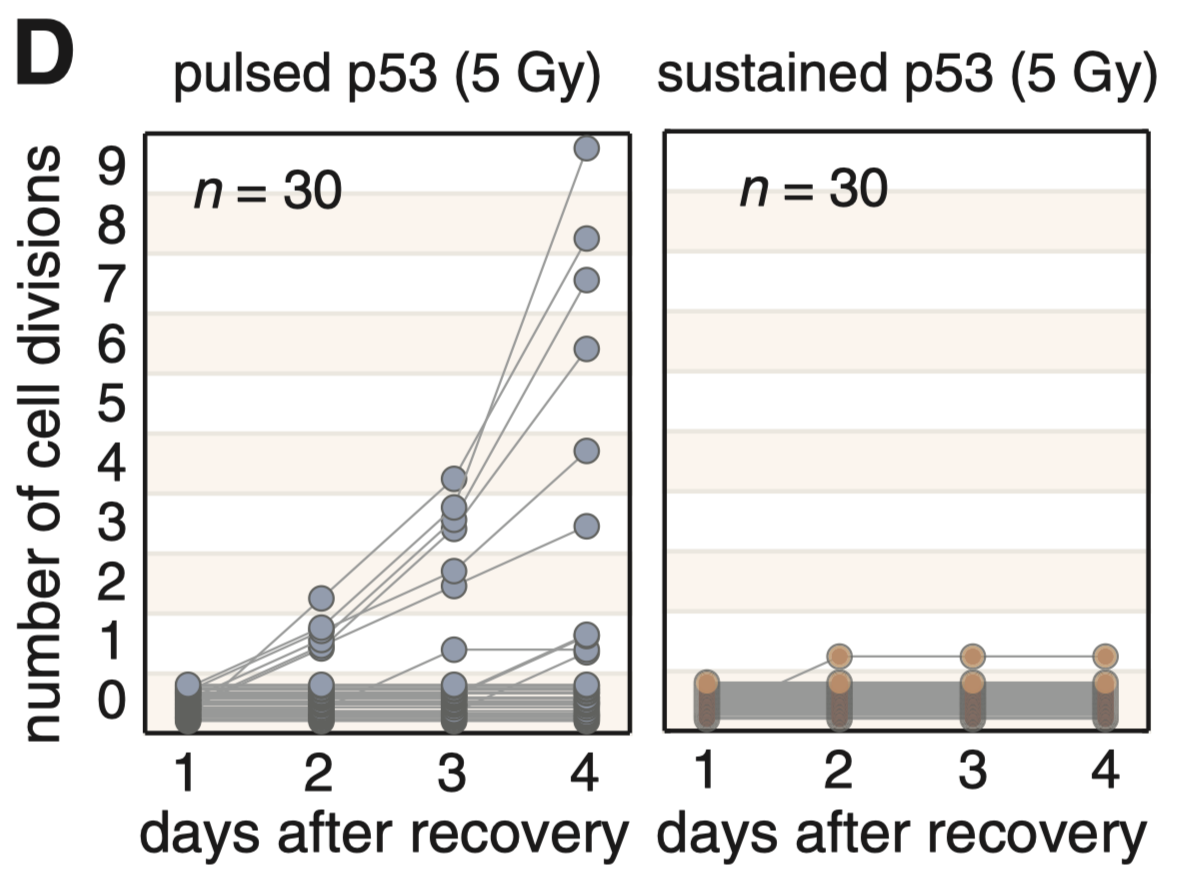 D
pulsed p53 (5 Gy)
sustained p53 (5 Gy)
number of cell divisions
9
8
7
6
5
4
3
2
1
0
n = 30
n = 30
1 2 3 4
1 2 3 4
days after recovery
days after recovery